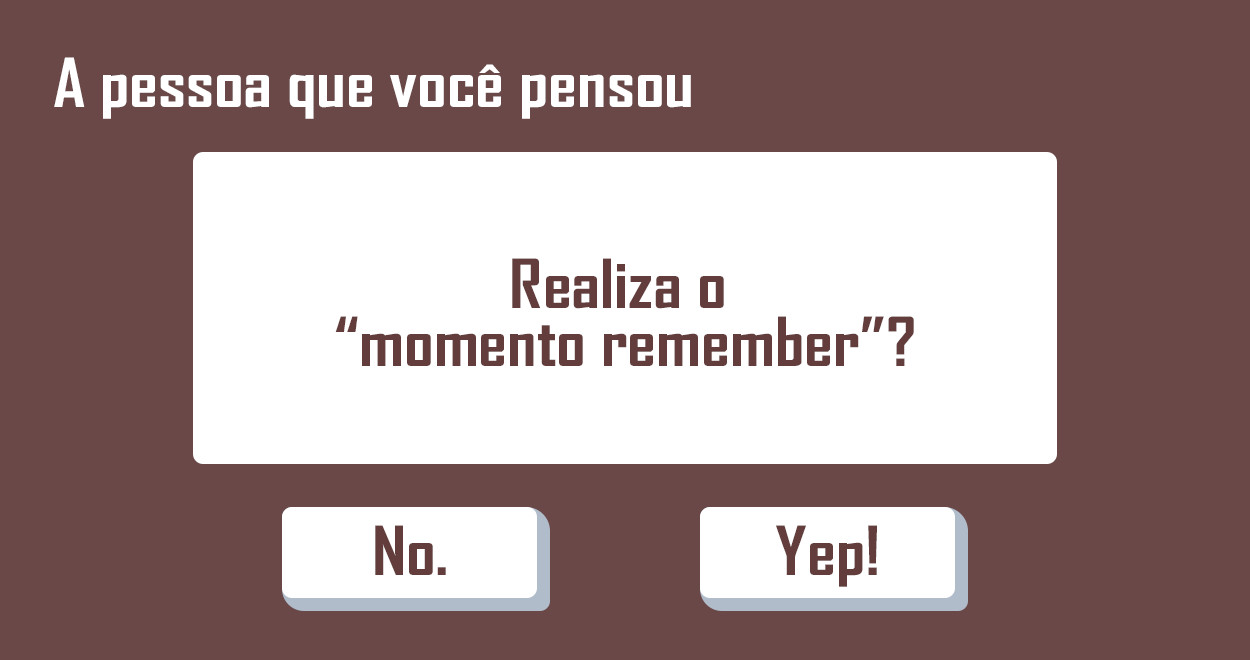 A pessoa que você pensou
Realiza o
“momento remember”?
No.
Yep!